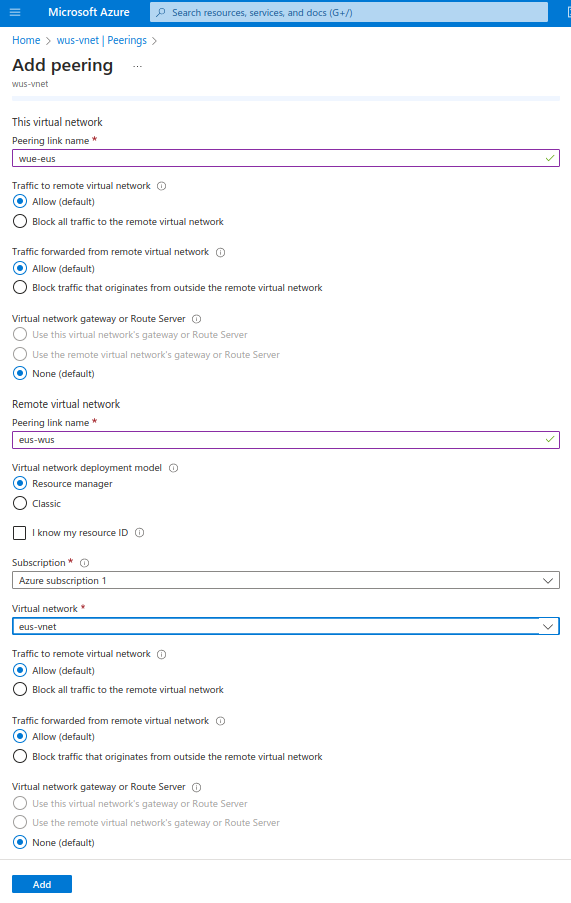 Microsoft Azure
Search resources, services, and docs (G+/)
Home > wus-vnet | Peerings >
Add peering ...
wus-vnet
This virtual network
Peering link name *
wue-eus
Traffic to remote virtual network
Allow (default)
Block all traffic to the remote virtual network
Traffic forwarded from remote virtual network
Allow (default)
Block traffic that originates from outside the remote virtual network
Virtual network gateway or Route Server
Use this virtual network's gateway or Route Server
Use the remote virtual network's gateway or Route Server
None (default)
Remote virtual network
Peering link name *
eus-wus
Virtual network deployment model
Resource manager
Classic
I know my resource ID
Subscription *
Azure subscription 1
Virtual network *
eus-vnet
Traffic to remote virtual network
Allow (default)
Block all traffic to the remote virtual network
Traffic forwarded from remote virtual network
Allow (default)
Block traffic that originates from outside the remote virtual network
Virtual network gateway or Route Server
Use this virtual network's gateway or Route Server
Use the remote virtual network's gateway or Route Server
None (default)
Add